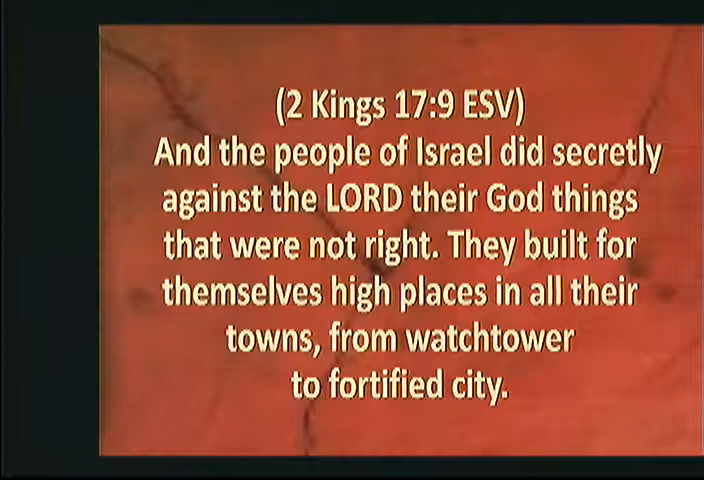 (2 Kings 17:9 ESV)
And the people of Israel did secretly
against the LORD their God things
that were not right. They built for
themselves high places in all their
towns, from watchtower
to fortified city.